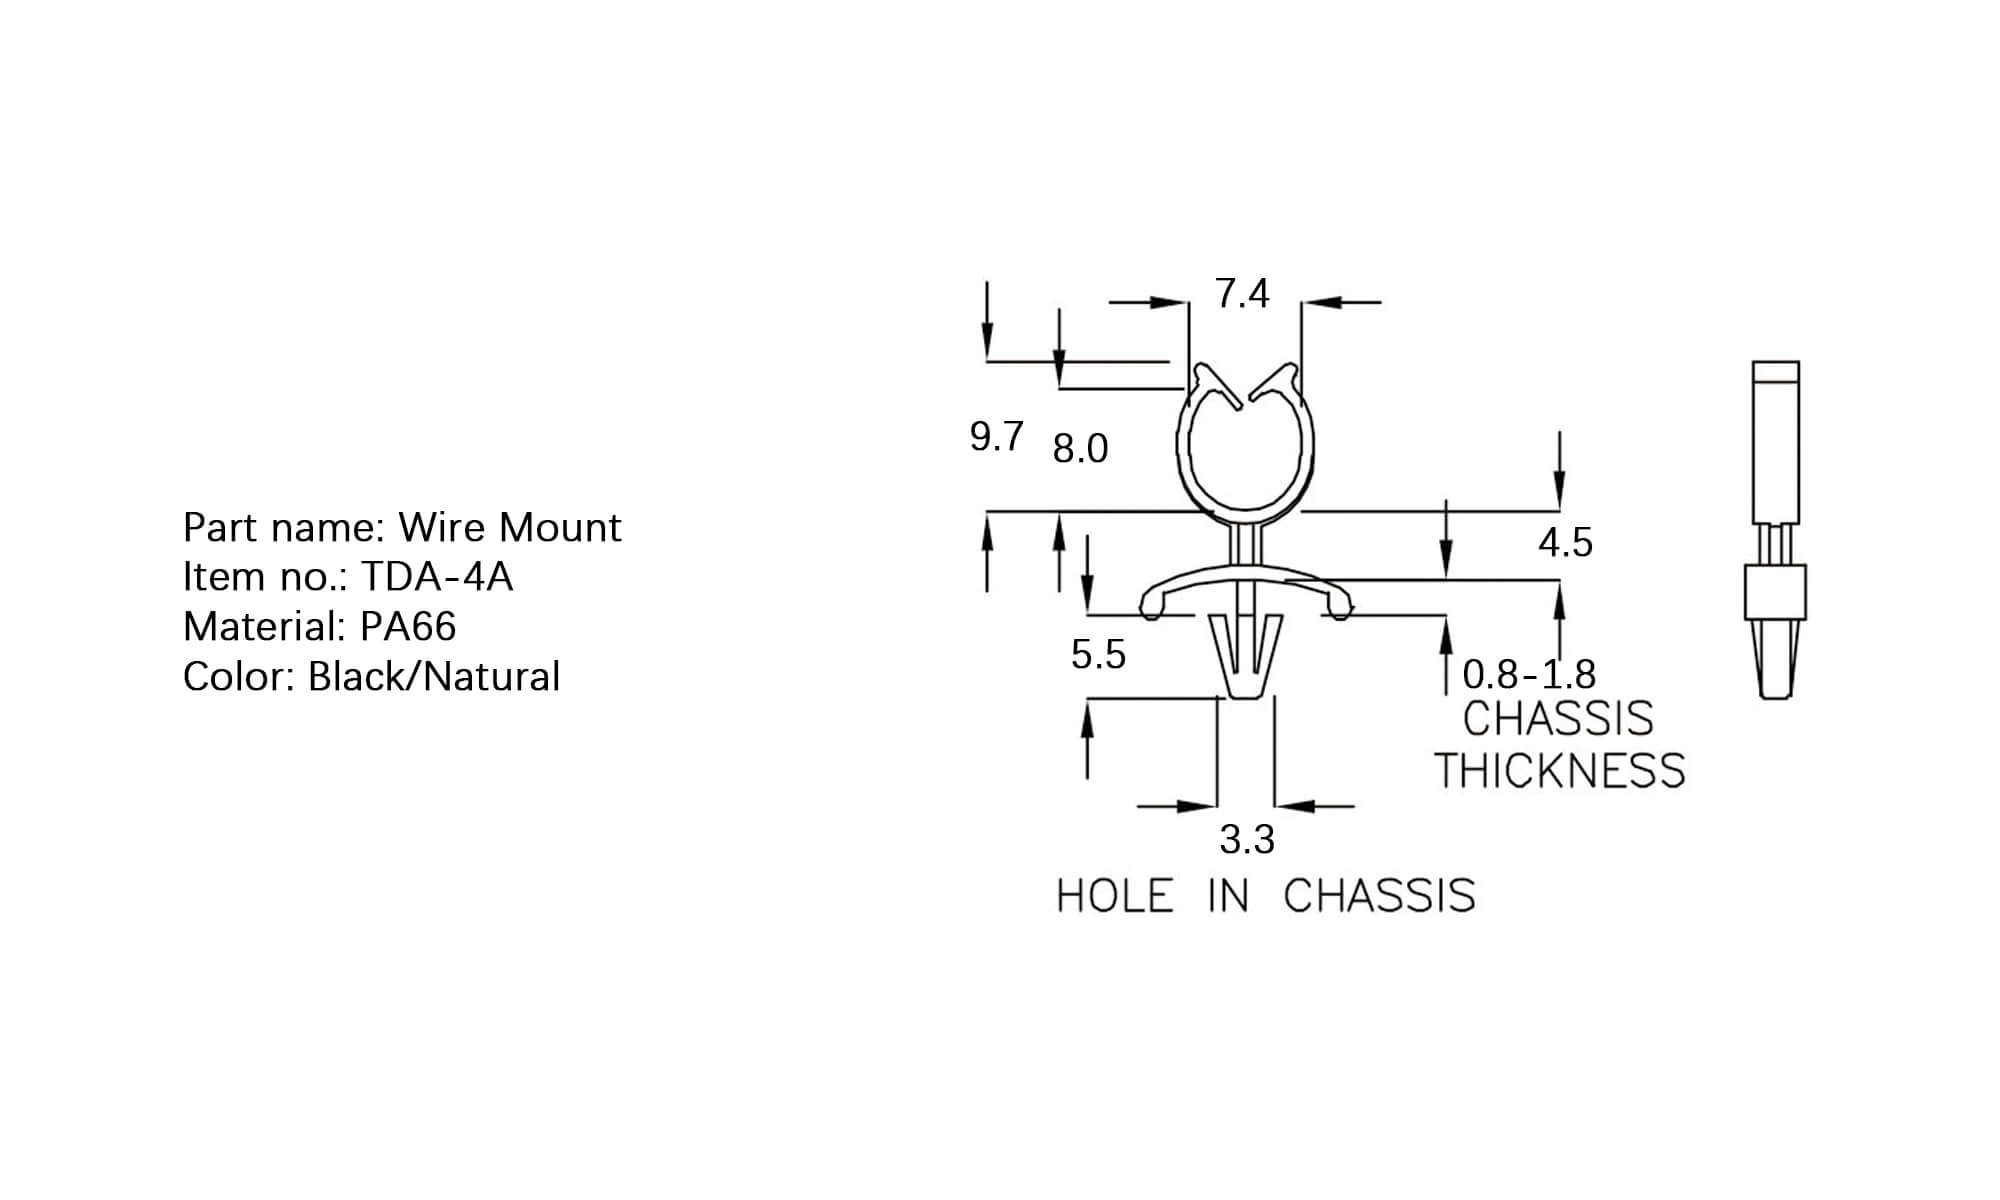 Part name: Wire Mount
Item no.: TDA-4A
Material: PA66
Color: Black/Natural
7.4
9.7
8.0
4.5
5.5
0.8-1.8
CHASSIS
THICKNESS
3.3
HOLE IN CHASSIS